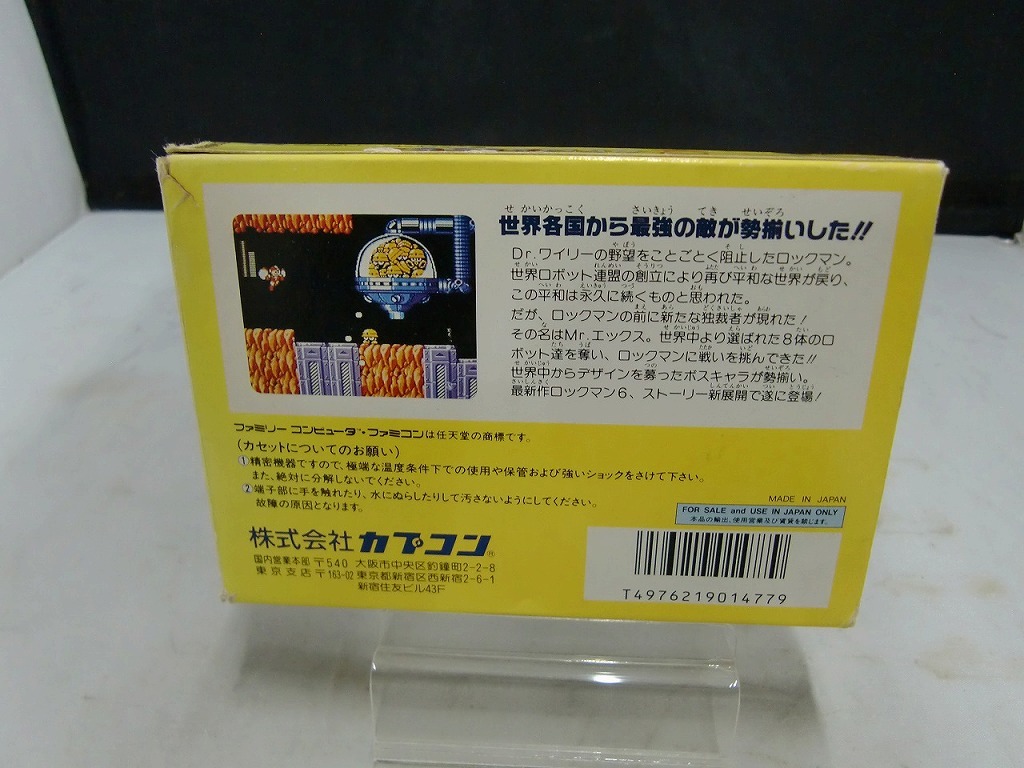 世界各国から最強の敵が勢揃いした!!
Dr.ワイリーの野望をことごとく阻止したロックマン。
世界ロボット連盟の創立により再び平和な世界が戻り、
この平和は永久に続くものと思われた。
だが、ロックマンの前に新たな独裁者が現れた！
その名はMr.エックス。世界中より選ばれた8体のロ
ボット達を奪い、ロックマンに戦いを挑んできた!!
世界中からデザインを募ったボスキャラが勢揃い。
最新作ロックマン6、ストーリー新展開で遂に登場！
ファミリー コンピュータ™・ファミコンは任天堂の商標です。
(カセットについてのお願い)
①精密機器ですので、極端な温度条件下での使用や保管および強いショックをさけて下さい。
また、絶対に分解しないでください。
②端子部に手を触れたり、水にぬらしたりして汚さないようにしてください。
故障の原因となります。
MADE IN JAPAN
FOR SALE and USE IN JAPAN ONLY
本品の輸出、使用営業及び賃貸を禁じます。
株式会社 カプコン®
国内営業本部 〒540 大阪市中央区釣鐘町2-2-8
東京支店 〒163-02 東京都新宿区西新宿2-6-1
新宿住友ビル43F
T4976219014779